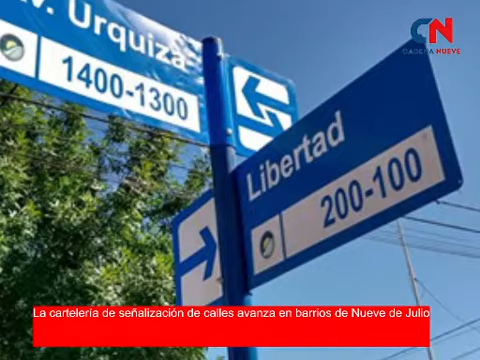 v. Urquiza
1400-1300
CN
CADENA NUEVE
Libertad
200-100
La cartelería de señalización de calles avanza en barrios de Nueve de Julio